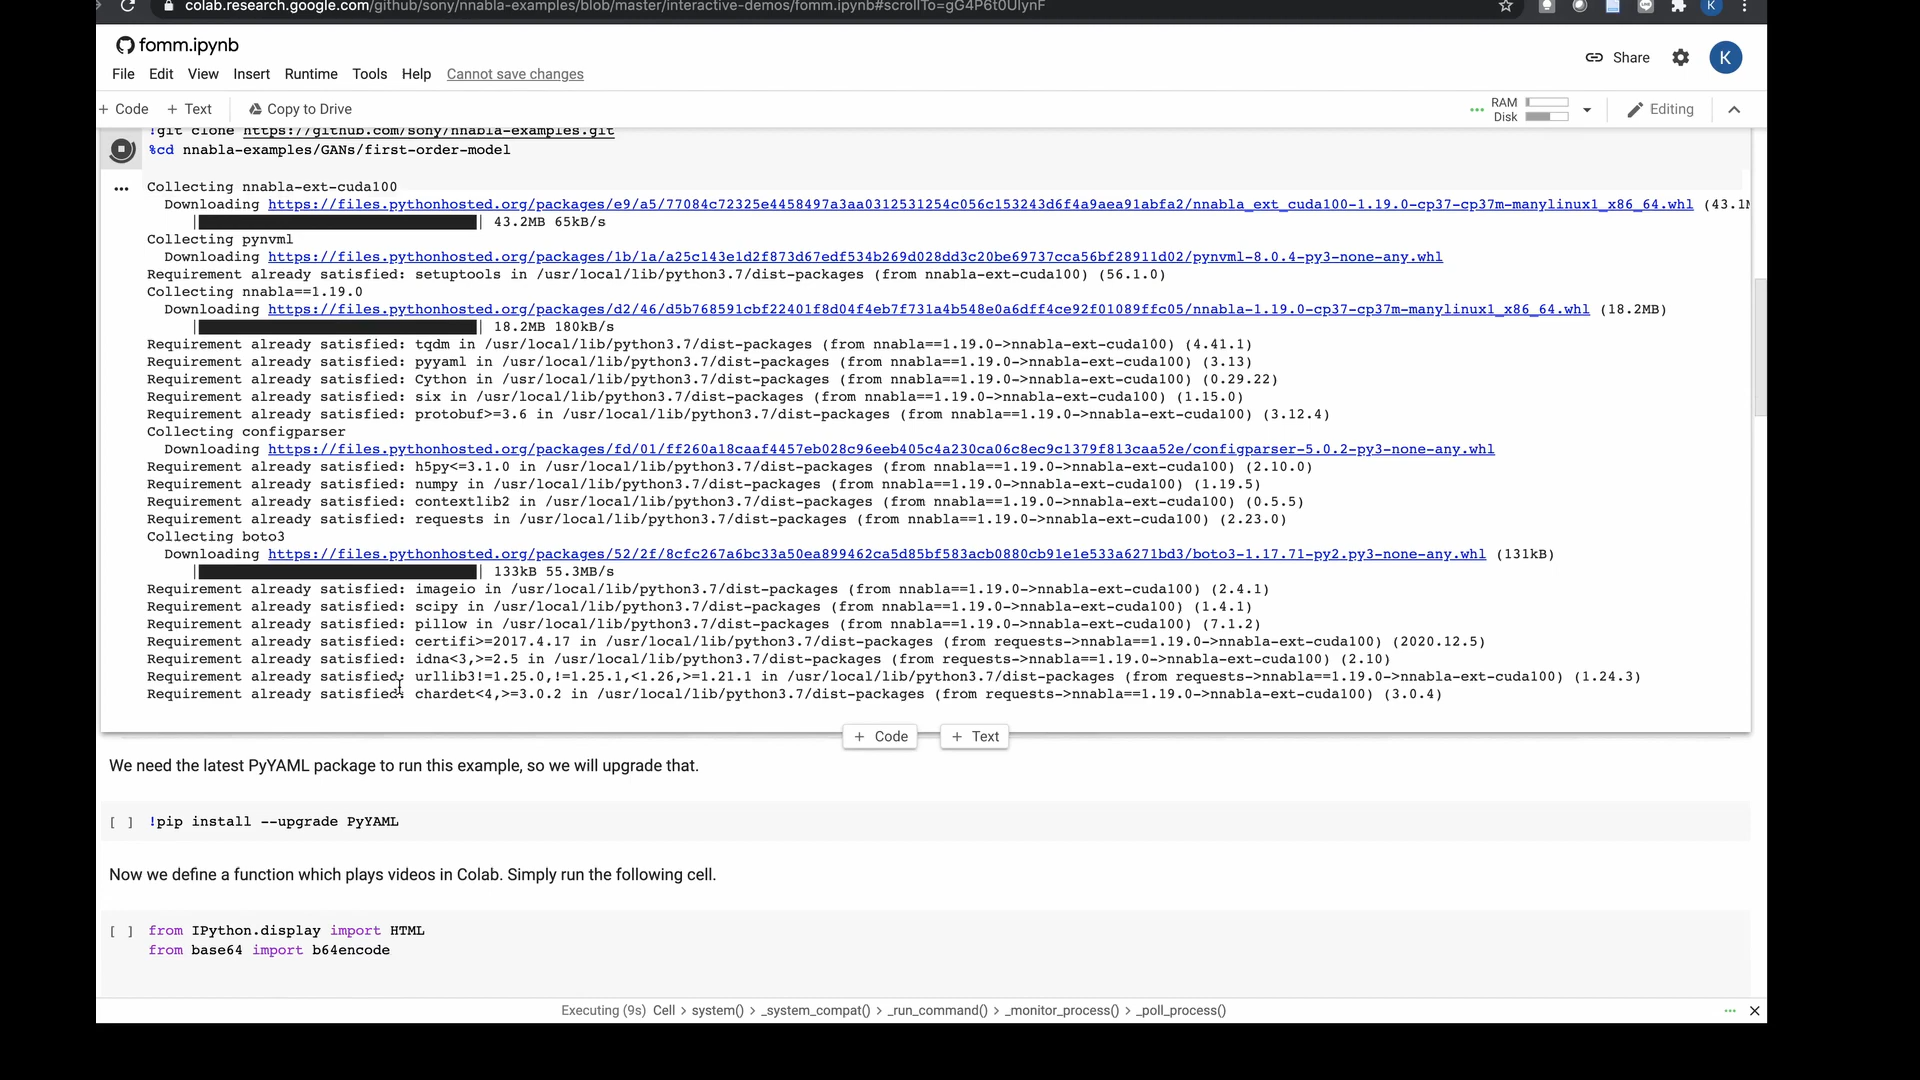 colab.research.google.com/github/sony/nnabla-examples/blob/master/interactive-demos/fomm.ipynb#scrollTo=gG4P6t0UlynF
K
fomm.ipynb
Share
K
File Edit View Insert Runtime Tools Help Cannot save changes
+ Code + Text Copy to Drive
RAM
Disk
Editing
!git clone https://github.com/sony/nnabla-examples.git
%cd nnabla-examples/GANs/first-order-model
Collecting nnabla-ext-cuda100
Downloading https://files.pythonhosted.org/packages/e9/a5/77084c72325e4458497a3aa0312531254c056c153243d6f4a9aea91abfa2/nnabla_ext_cuda100-1.19.0-cp37-cp37m-manylinux1_x86_64.whl (43.1M
43.2MB 65kB/s
Collecting pynvml
Downloading https://files.pythonhosted.org/packages/1b/1a/a25c143e1d2f873d67edf534b269d028dd3c20be69737cca56bf28911d02/pynvml-8.0.4-py3-none-any.whl
Requirement already satisfied: setuptools in /usr/local/lib/python3.7/dist-packages (from nnabla-ext-cuda100) (56.1.0)
Collecting nnabla==1.19.0
Downloading https://files.pythonhosted.org/packages/d2/46/d5b768591cbf22401f8d04f4eb7f731a4b548e0a6dff4ce92f01089ffc05/nnabla-1.19.0-cp37-cp37m-manylinux1_x86_64.whl (18.2MB)
18.2MB 180kB/s
Requirement already satisfied: tqdm in /usr/local/lib/python3.7/dist-packages (from nnabla==1.19.0->nnabla-ext-cuda100) (4.41.1)
Requirement already satisfied: pyyaml in /usr/local/lib/python3.7/dist-packages (from nnabla==1.19.0->nnabla-ext-cuda100) (3.13)
Requirement already satisfied: Cython in /usr/local/lib/python3.7/dist-packages (from nnabla==1.19.0->nnabla-ext-cuda100) (0.29.22)
Requirement already satisfied: six in /usr/local/lib/python3.7/dist-packages (from nnabla==1.19.0->nnabla-ext-cuda100) (1.15.0)
Requirement already satisfied: protobuf>=3.6 in /usr/local/lib/python3.7/dist-packages (from nnabla==1.19.0->nnabla-ext-cuda100) (3.12.4)
Collecting configparser
Downloading https://files.pythonhosted.org/packages/fd/01/ff260a18caaf4457eb028c96eeb405c4a230ca06c8ec9c1379f813caa52e/configparser-5.0.2-py3-none-any.whl
Requirement already satisfied: h5py<=3.1.0 in /usr/local/lib/python3.7/dist-packages (from nnabla==1.19.0->nnabla-ext-cuda100) (2.10.0)
Requirement already satisfied: numpy in /usr/local/lib/python3.7/dist-packages (from nnabla==1.19.0->nnabla-ext-cuda100) (1.19.5)
Requirement already satisfied: contextlib2 in /usr/local/lib/python3.7/dist-packages (from nnabla==1.19.0->nnabla-ext-cuda100) (0.5.5)
Requirement already satisfied: requests in /usr/local/lib/python3.7/dist-packages (from nnabla==1.19.0->nnabla-ext-cuda100) (2.23.0)
Collecting boto3
Downloading https://files.pythonhosted.org/packages/52/2f/8cfc267a6bc33a50ea899462ca5d85bf583acb0880cb91e1e533a6271bd3/boto3-1.17.71-py2.py3-none-any.whl (131kB)
133kB 55.3MB/s
Requirement already satisfied: imageio in /usr/local/lib/python3.7/dist-packages (from nnabla==1.19.0->nnabla-ext-cuda100) (2.4.1)
Requirement already satisfied: scipy in /usr/local/lib/python3.7/dist-packages (from nnabla==1.19.0->nnabla-ext-cuda100) (1.4.1)
Requirement already satisfied: pillow in /usr/local/lib/python3.7/dist-packages (from nnabla==1.19.0->nnabla-ext-cuda100) (7.1.2)
Requirement already satisfied: certifi>=2017.4.17 in /usr/local/lib/python3.7/dist-packages (from requests->nnabla==1.19.0->nnabla-ext-cuda100) (2020.12.5)
Requirement already satisfied: idna<3,>=2.5 in /usr/local/lib/python3.7/dist-packages (from requests->nnabla==1.19.0->nnabla-ext-cuda100) (2.10)
Requirement already satisfied: urllib3!=1.25.0,!=1.25.1,<1.26,>=1.21.1 in /usr/local/lib/python3.7/dist-packages (from requests->nnabla==1.19.0->nnabla-ext-cuda100) (1.24.3)
Requirement already satisfied: chardet<4,>=3.0.2 in /usr/local/lib/python3.7/dist-packages (from requests->nnabla==1.19.0->nnabla-ext-cuda100) (3.0.4)
+ Code + Text
We need the latest PyYAML package to run this example, so we will upgrade that.
[ ] !pip install --upgrade PyYAML
Now we define a function which plays videos in Colab. Simply run the following cell.
[ ] from IPython.display import HTML
from base64 import b64encode
Executing (9s) Cell > system() > _system_compat() > _run_command() > _monitor_process() > _poll_process()